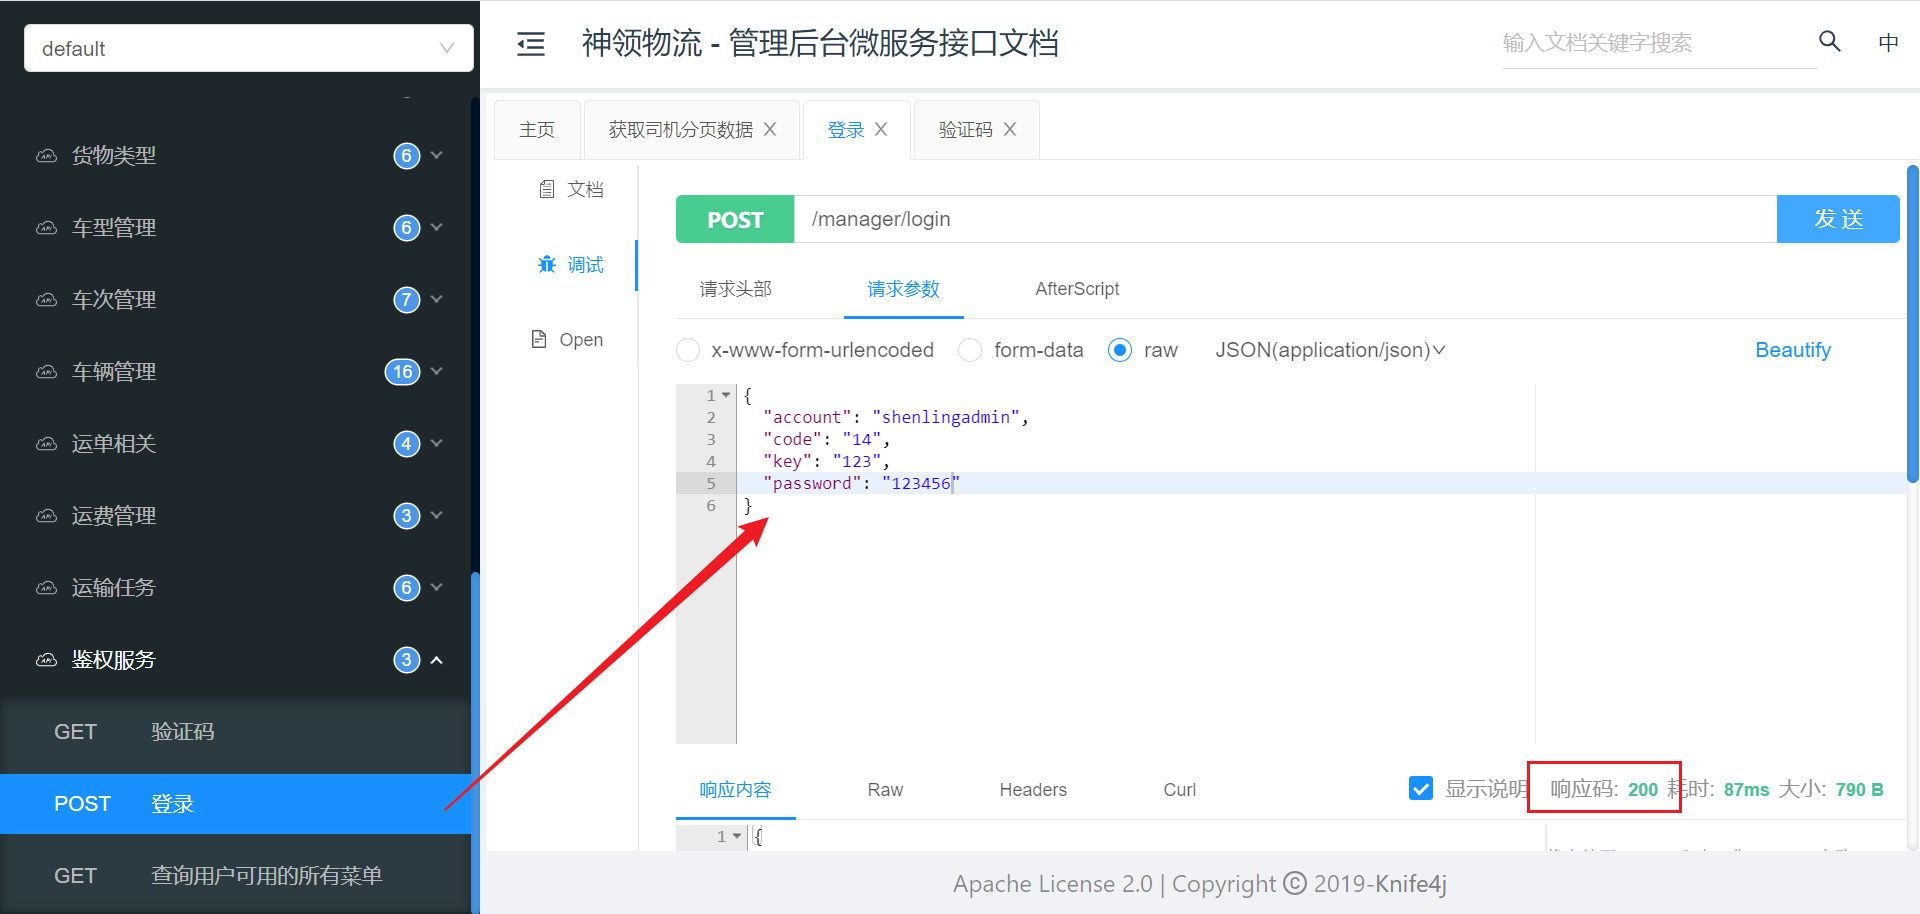 default
神领物流 - 管理后台微服务接口文档
输入文档关键字搜索
中
主页
获取司机分页数据
登录
验证码
货物类型 6
车型管理 6
车次管理 7
车辆管理 16
运单相关 4
运费管理 3
运输任务 6
鉴权服务 3
GET 验证码
POST 登录
GET 查询用户可用的所有菜单
文档
调试
Open
POST /manager/login 发 送
请求头部 请求参数 AfterScript
x-www-form-urlencoded form-data raw JSON(application/json) Beautify
1 {
2 "account": "shenlingadmin",
3 "code": "14",
4 "key": "123",
5 "password": "123456"
6 }
响应内容 Raw Headers Curl 显示说明 响应码: 200 耗时: 87ms 大小: 790 B
1 {
Apache License 2.0 | Copyright © 2019-Knife4j